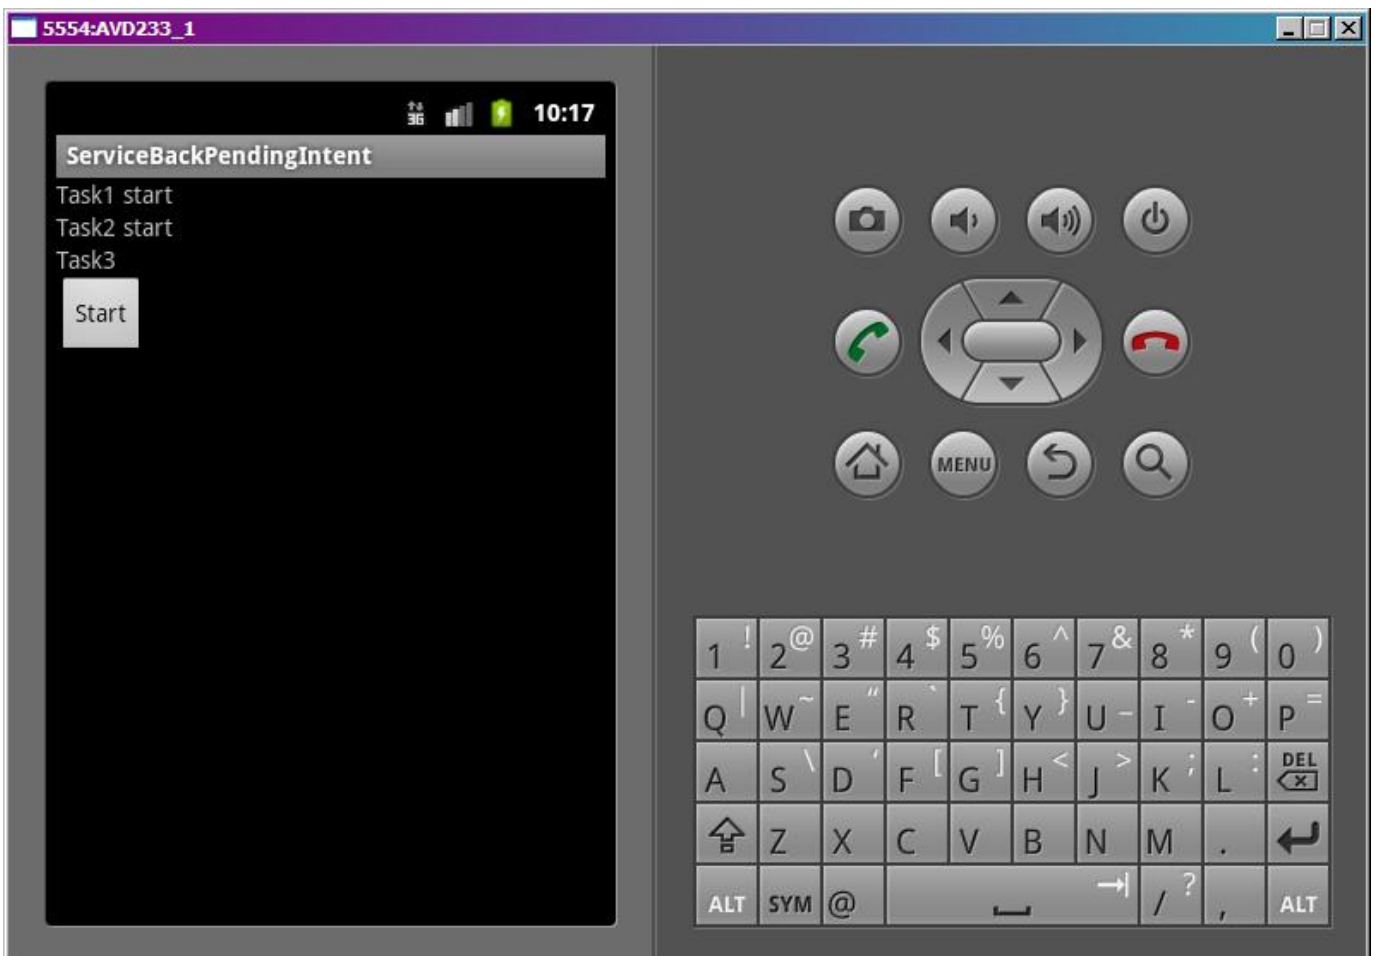 5554:AVD233_1
3G 10:17
ServiceBackPendingIntent
Task1 start
Task2 start
Task3
Start
MENU
1 ! 2 @ 3 # 4 $ 5 % 6 ^ 7 & 8 * 9 ( 0 )
Q | W ~ E “ R ` T { Y } U _ I - O + P =
A S \ D ‘ F [ G ] H < J > K ; L : DEL
Z X C V B N M .
ALT SYM @ / ? , ALT